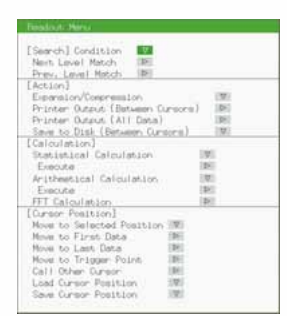 Readout Menu
[Search] Condition
Next Level Match
Prev. Level Match
[Action]
Expansion/Compression
Printer Output (Between Cursors)
Printer Output (All Data)
Save to Disk (Between Cursors)
[Calculation]
Statistical Calculation
Execute
Arithmetical Calculation
Execute
FFT Calculation
[Cursor Position]
Move to Selected Position
Move to First Data
Move to Last Data
Move to Trigger Point
Call Other Cursor
Load Cursor Position
Save Cursor Position